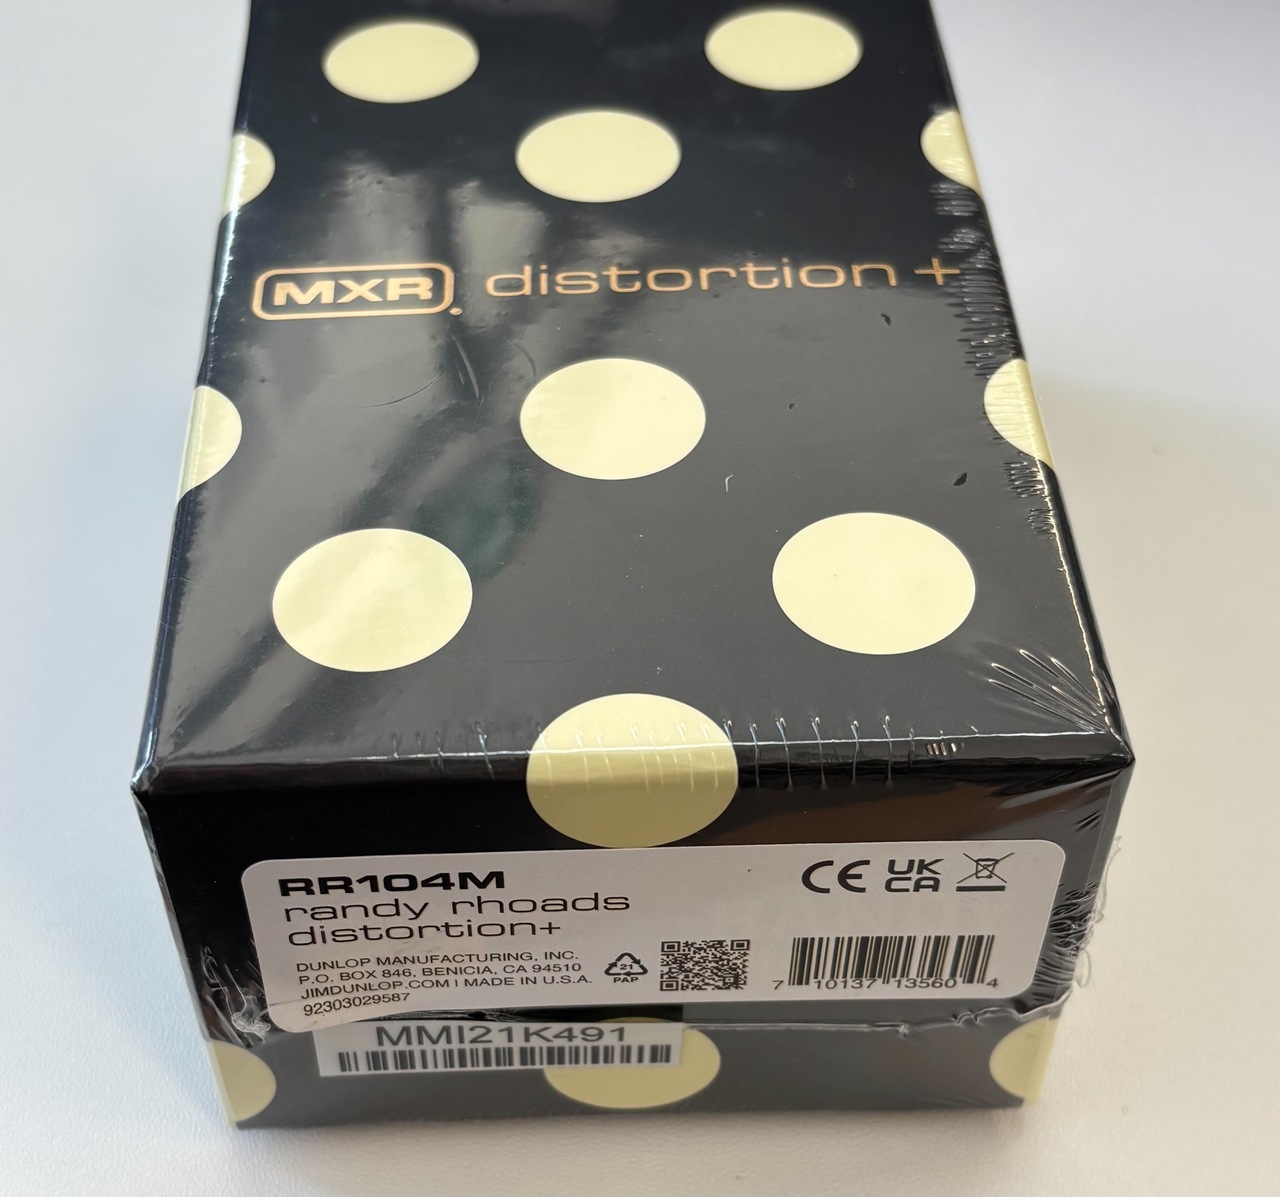 MXR distortion +
RR104M
randy rhoads
distortion+
DUNLOP MANUFACTURING, INC.
P.O. BOX 846, BENICIA, CA 94510
JIMDUNLOP.COM | MADE IN U.S.A.
92303029587
CE UK
CA
21
PAP
7 10137 13560 4
MMI21K491